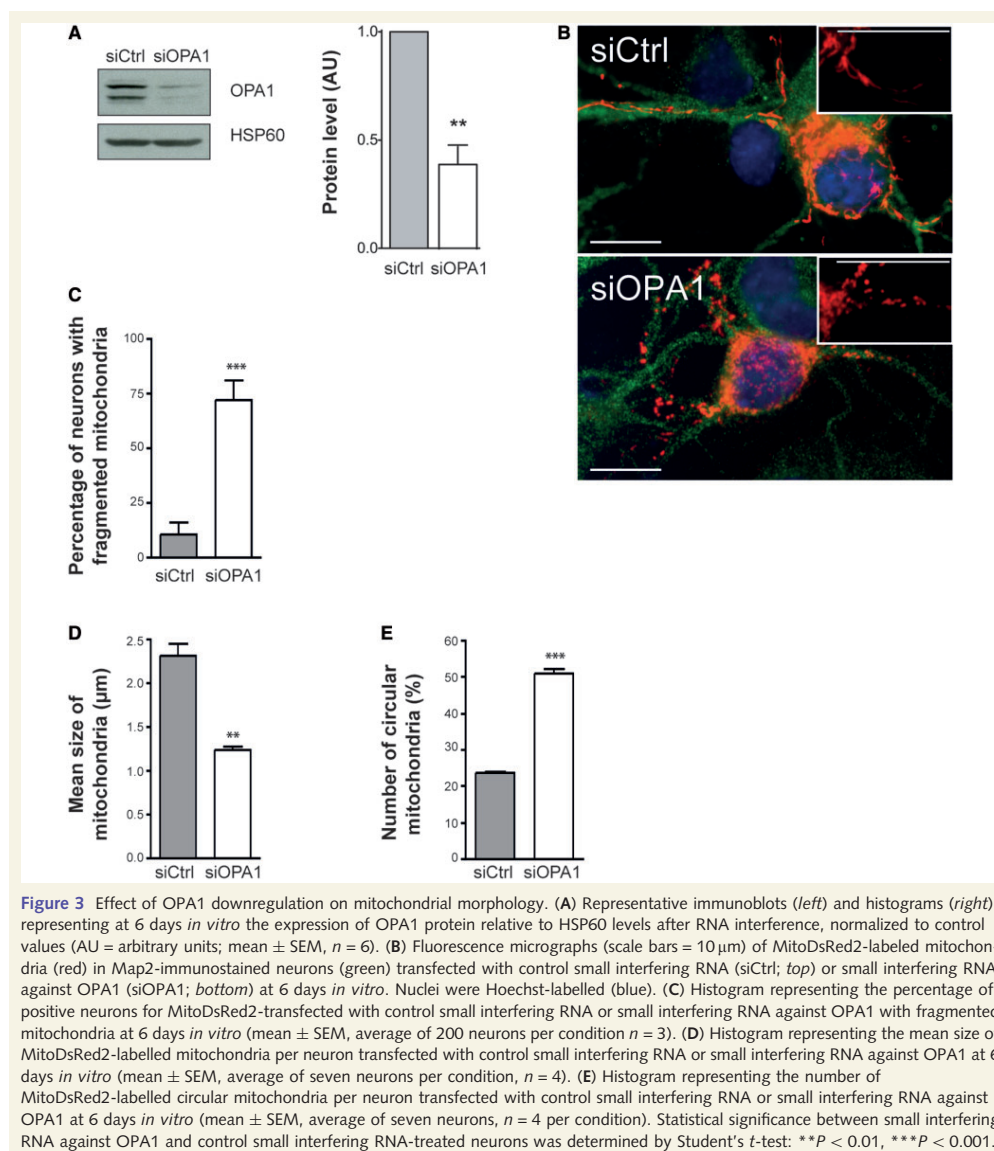 A
siCtrl siOPA1
OPA1
HSP60
Protein level (AU)
1.0
0.5
0.0
**
siCtrl siOPA1
B
siCtrl
siOPA1
C
Percentage of neurons with
fragmented mitochondria
100
75
50
25
0
***
siCtrl siOPA1
D
Mean size of
mitochondria (µm)
2.5
2.0
1.5
1.0
0.5
0.0
**
siCtrl siOPA1
E
Number of circular
mitochondria (%)
60
50
40
30
20
10
0
***
siCtrl siOPA1
Figure 3 Effect of OPA1 downregulation on mitochondrial morphology. (A) Representative immunoblots (left) and histograms (right)
representing at 6 days in vitro the expression of OPA1 protein relative to HSP60 levels after RNA interference, normalized to control
values (AU = arbitrary units; mean ± SEM, n = 6). (B) Fluorescence micrographs (scale bars = 10 µm) of MitoDsRed2-labeled mitochon-
dria (red) in Map2-immunostained neurons (green) transfected with control small interfering RNA (siCtrl; top) or small interfering RNA
against OPA1 (siOPA1; bottom) at 6 days in vitro. Nuclei were Hoechst-labelled (blue). (C) Histogram representing the percentage of
positive neurons for MitoDsRed2-transfected with control small interfering RNA or small interfering RNA against OPA1 with fragmented
mitochondria at 6 days in vitro (mean ± SEM, average of 200 neurons per condition n = 3). (D) Histogram representing the mean size o
MitoDsRed2-labelled mitochondria per neuron transfected with control small interfering RNA or small interfering RNA against OPA1 at 6
days in vitro (mean ± SEM, average of seven neurons per condition, n = 4). (E) Histogram representing the number of
MitoDsRed2-labelled circular mitochondria per neuron transfected with control small interfering RNA or small interfering RNA against
OPA1 at 6 days in vitro (mean ± SEM, average of seven neurons, n = 4 per condition). Statistical significance between small interfering
RNA against OPA1 and control small interfering RNA-treated neurons was determined by Student's t-test: **P < 0.01, ***P < 0.001.